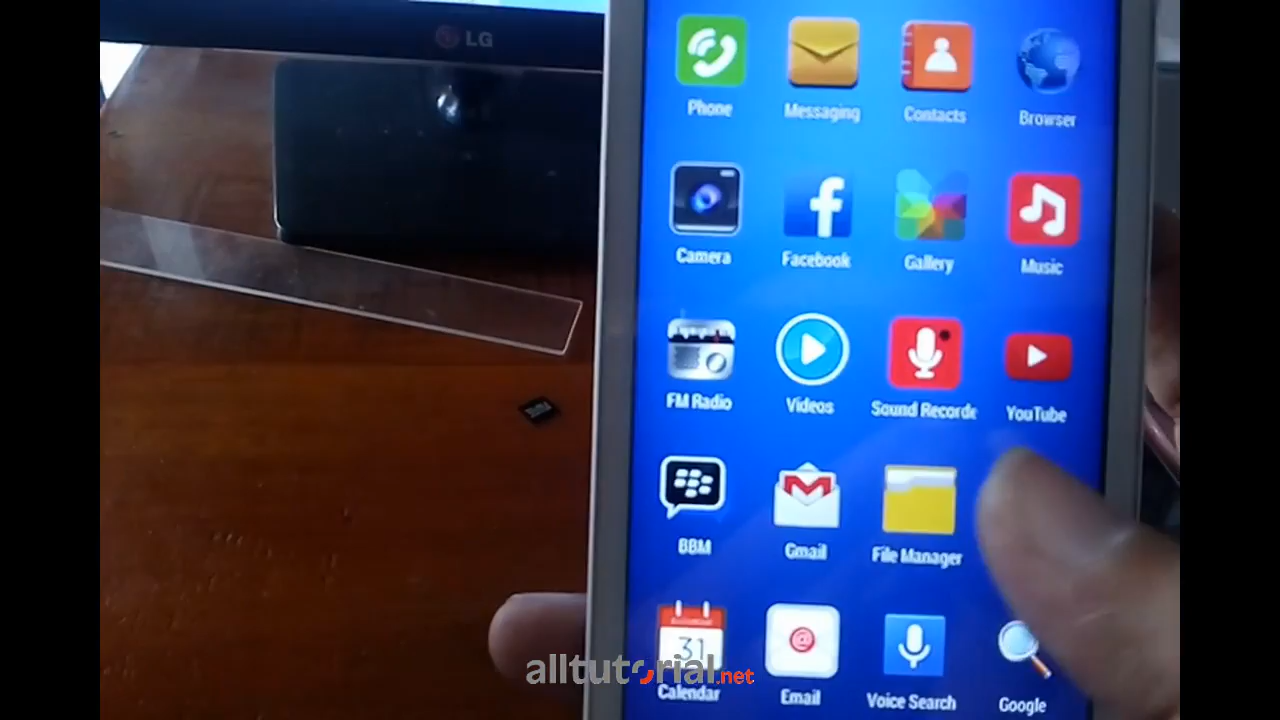 LG
Phone
Messaging
Contacts
Browser
Camera
Facebook
Gallery
Music
FM Radio
Videos
Sound Recorde
YouTube
BBM
Gmail
File Manager
31
Calendar
Email
Voice Search
Google
alltutorial.net